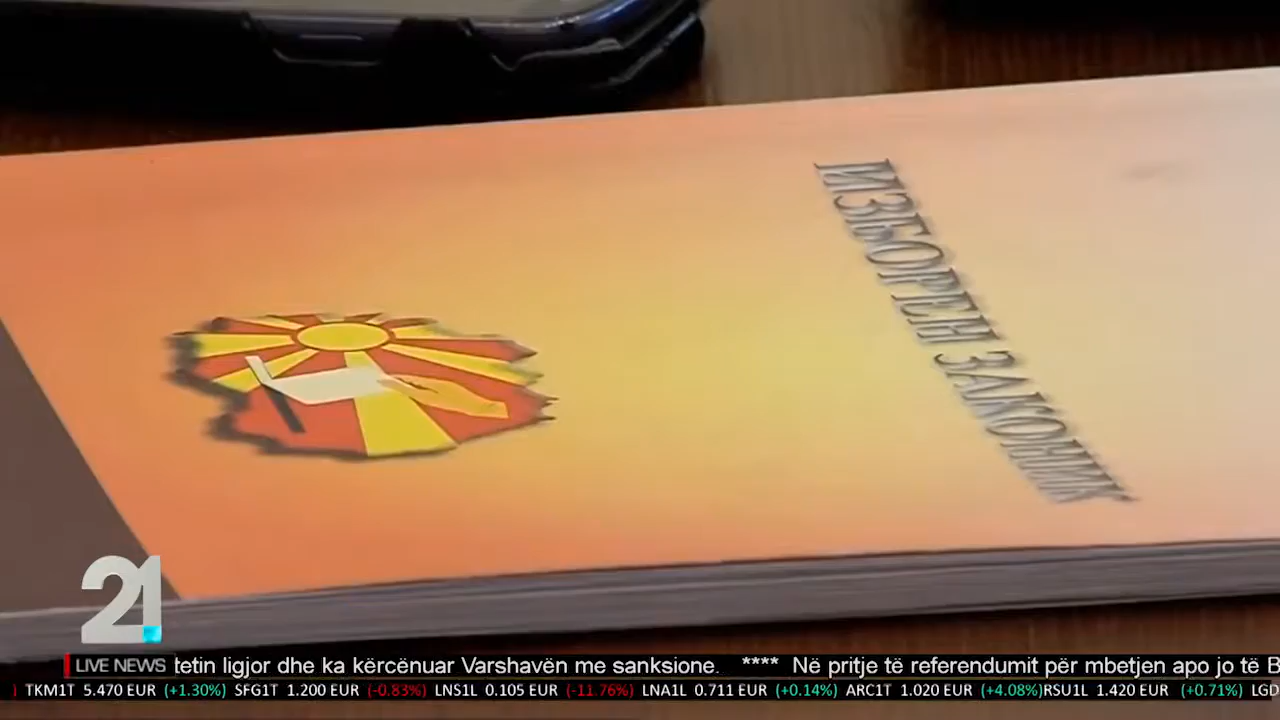 ИЗБОРЕН ЗАКОНИК
21
LIVE NEWS
tetin ligjor dhe ka kërcënuar Varshavën me sanksione. **** Në pritje të referendumit për mbetjen apo jo të B
TKM1T 5.470 EUR (+1.30%) SFG1T 1.200 EUR (-0.83%) LNS1L 0.105 EUR (-11.76%) LNA1L 0.711 EUR (+0.14%) ARC1T 1.020 EUR (+4.08%)RSU1L 1.420 EUR (+0.71%) LGD